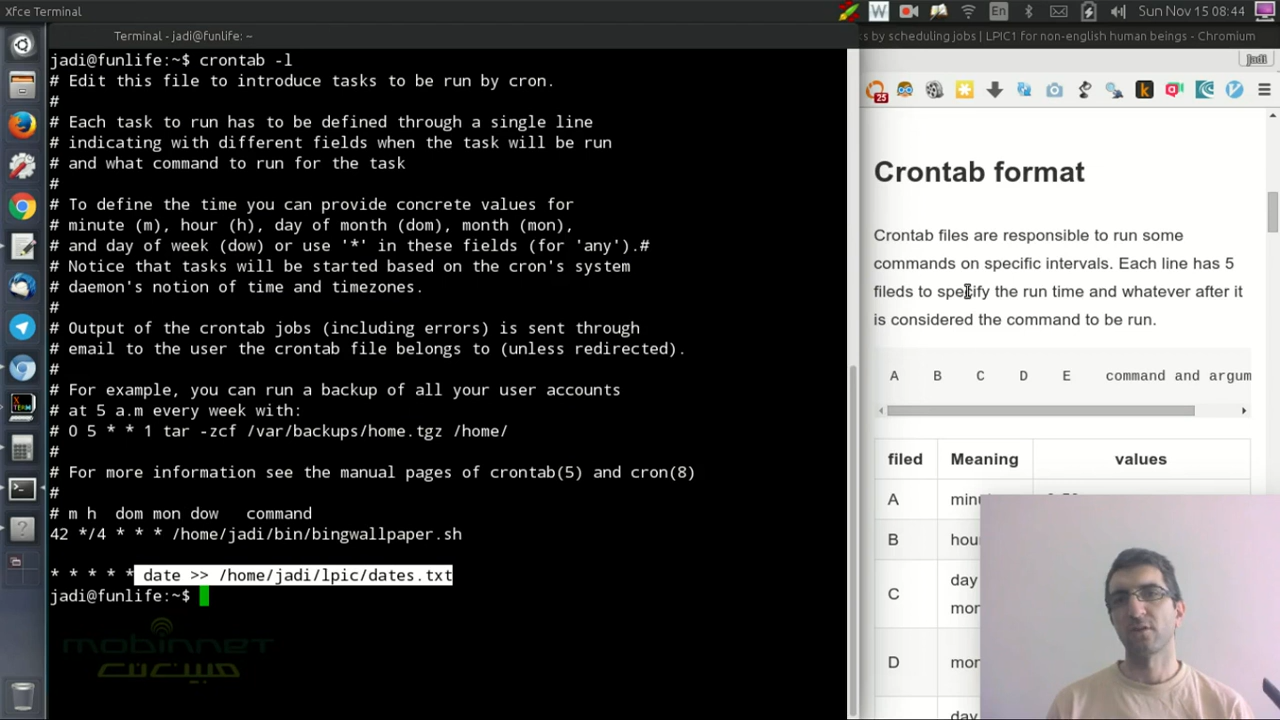 Xfce Terminal
En
Sun Nov 15 08:44
Terminal - jadi@funlife: ~
s by scheduling jobs | LPIC1 for non-english human beings - Chromium
Jadi
25
jadi@funlife:~$ crontab -l
# Edit this file to introduce tasks to be run by cron.
#
# Each task to run has to be defined through a single line
# indicating with different fields when the task will be run
# and what command to run for the task
#
# To define the time you can provide concrete values for
# minute (m), hour (h), day of month (dom), month (mon),
# and day of week (dow) or use '*' in these fields (for 'any').#
# Notice that tasks will be started based on the cron's system
# daemon's notion of time and timezones.
#
# Output of the crontab jobs (including errors) is sent through
# email to the user the crontab file belongs to (unless redirected).
#
# For example, you can run a backup of all your user accounts
# at 5 a.m every week with:
# 0 5 * * 1 tar -zcf /var/backups/home.tgz /home/
#
# For more information see the manual pages of crontab(5) and cron(8)
#
# m h  dom mon dow   command
42 */4 * * * /home/jadi/bin/bingwallpaper.sh
* * * * * date >> /home/jadi/lpic/dates.txt
jadi@funlife:~$
mobinnet
مبین‌نت
Crontab format
Crontab files are responsible to run some
commands on specific intervals. Each line has 5
fileds to specify the run time and whatever after it
is considered the command to be run.
A B C D E command and argum
filed Meaning values
A
B
C day
D
day